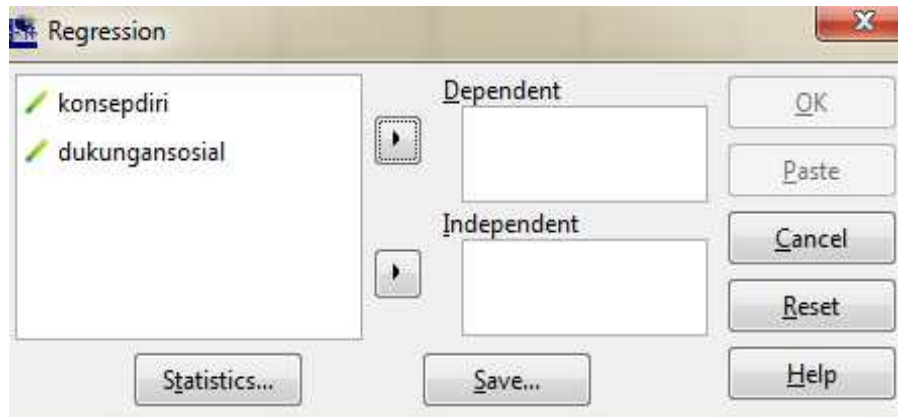 Regression
konsepdiri
dukungansosial
Dependent
Independent
OK
Paste
Cancel
Reset
Help
Statistics...
Save...